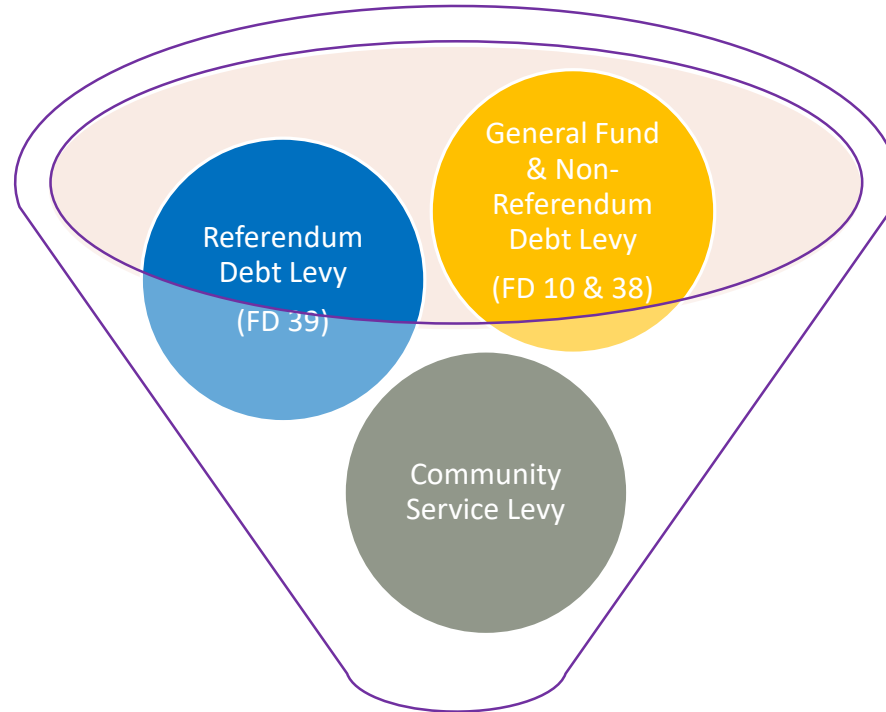 General Fund
& Non-
Referendum
Debt Levy
(FD 10 & 38)
Referendum
Debt Levy
(FD 39)
Community
Service Levy